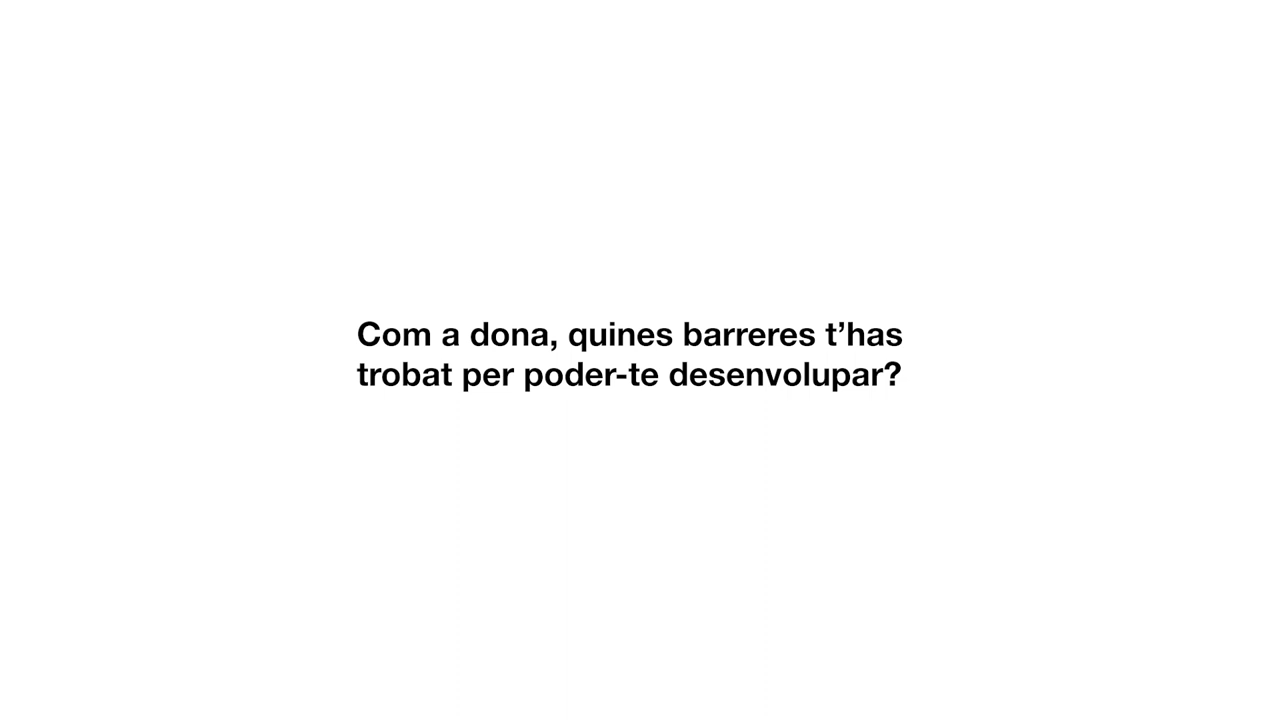 Com a dona, quines barreres t’has
trobat per poder-te desenvolupar?